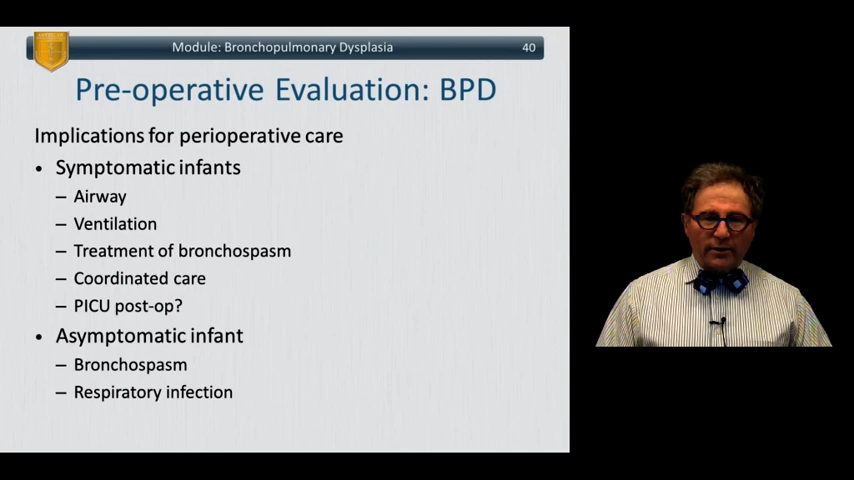 Module: Bronchopulmonary Dysplasia 40
Pre-operative Evaluation: BPD
Implications for perioperative care
• Symptomatic infants
– Airway
– Ventilation
– Treatment of bronchospasm
– Coordinated care
– PICU post-op?
• Asymptomatic infant
– Bronchospasm
– Respiratory infection